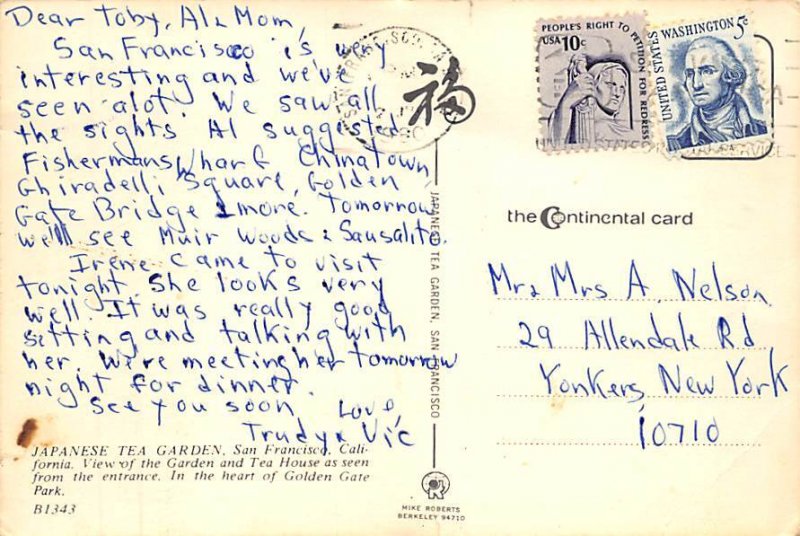 Dear Toby, Al & Mom,
San Francisco is very
interesting and we've
seen alot. We saw all
the sights Al suggested
Fishermans Wharf Chinatown,
Ghiradelli Square, Golden
Gate Bridge & more. Tomorrow
we'll see Muir Woods & Sausalito.
Irene came to visit
tonight. She looks very
well. It was really good
sitting and talking with
her. We're meeting her tomorrow
night for dinner.
See you soon,
Love,
Trudy & Vic
JAPANESE TEA GARDEN, San Francisco, Cali-
fornia. View of the Garden and Tea House as seen
from the entrance. In the heart of Golden Gate
Park.
B1343
福
JAPANESE TEA GARDEN, SAN FRANCISCO
MIKE ROBERTS
BERKELEY 94710
PEOPLE'S RIGHT TO PETITION FOR REDRESS
USA 10c
WASHINGTON 5c
UNITED STATES
the Continental card
Mr & Mrs A. Nelson
29 Allendale Rd
Yonkers, New York
10710